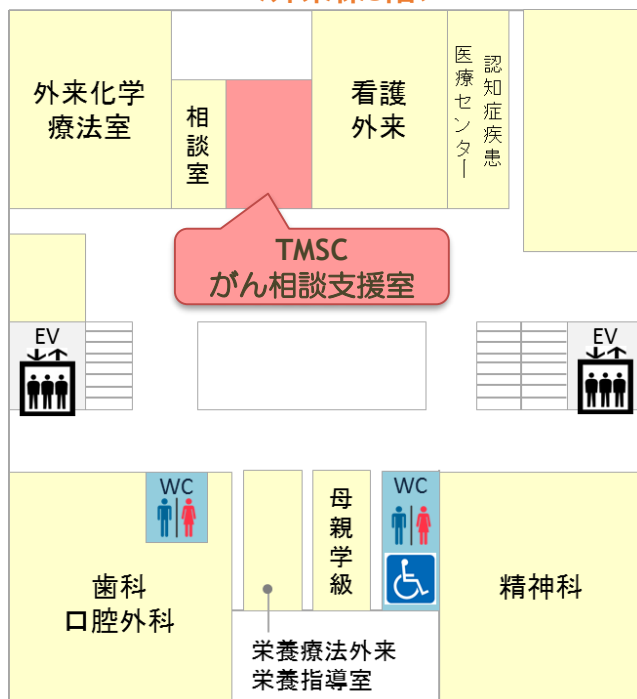 外来化学
療法室
相談室
看護
外来
認知症疾患
医療センター
TMSC
がん相談支援室
EV
EV
WC
母親学級
WC
歯科
口腔外科
精神科
栄養療法外来
栄養指導室